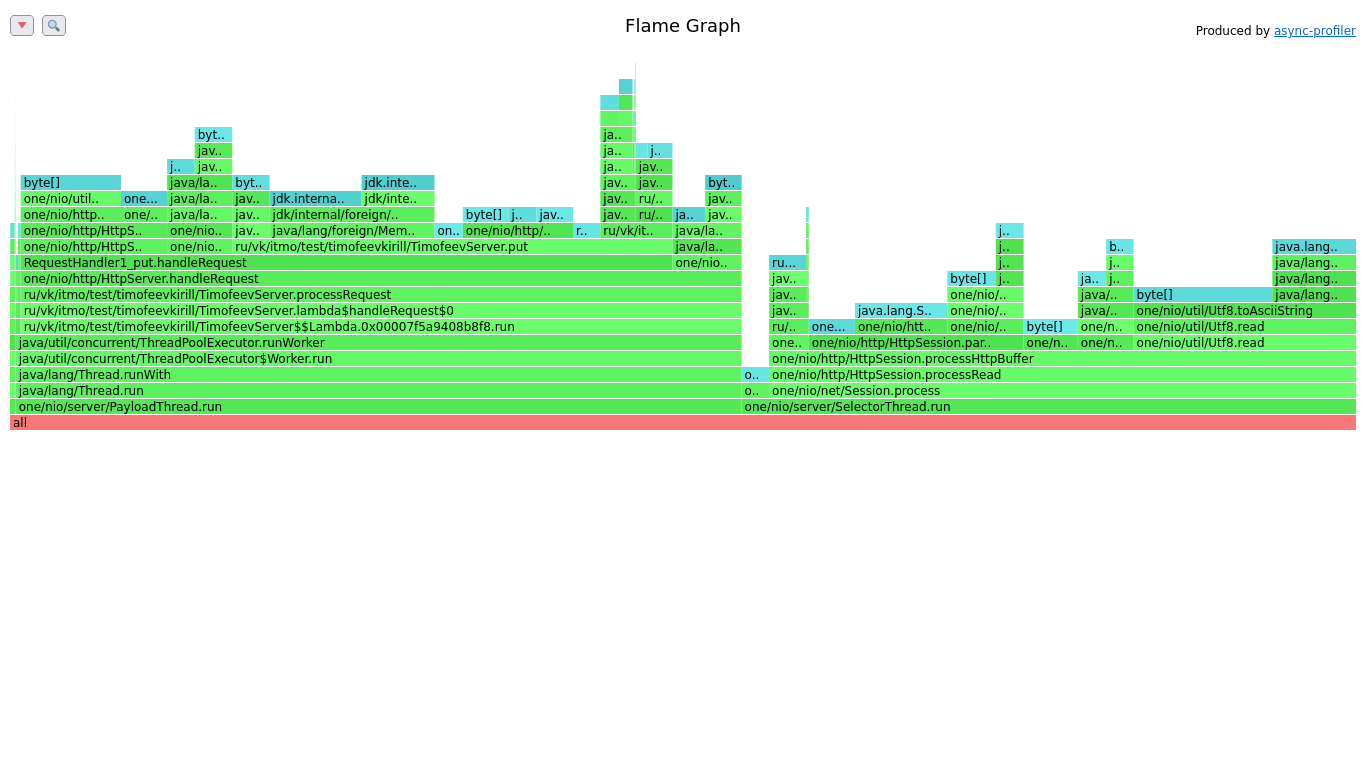 Flame Graph
Produced by async-profiler
byt..
ja..
jav..
ja..
j..
j..
jav..
ja..
jav..
byte[]
java/la..
byt..
jdk.inte..
jav..
jav..
byt..
one/nio/util..
one...
java/la..
jav..
jdk.interna..
jdk/inte..
jav..
ru/..
jav..
one/nio/http..
one/..
java/la..
jav..
jdk/internal/foreign/..
byte[]
j..
jav..
jav..
ru/..
ja..
jav..
one/nio/http/HttpS..
one/nio..
jav..
java/lang/foreign/Mem..
on..
one/nio/http/..
r..
ru/vk/it..
java/la..
j..
one/nio/http/HttpS..
one/nio..
ru/vk/itmo/test/timofeevkirill/TimofeevServer.put
java/la..
j..
b..
java.lang..
RequestHandler1_put.handleRequest
one/nio..
ru...
j..
j..
java/lang..
one/nio/http/HttpServer.handleRequest
jav..
byte[]
j..
ja..
j..
java/lang..
ru/vk/itmo/test/timofeevkirill/TimofeevServer.processRequest
jav..
one/nio/..
java/..
byte[]
java/lang..
ru/vk/itmo/test/timofeevkirill/TimofeevServer.lambda$handleRequest$0
jav..
java.lang.S..
one/nio/..
java/..
one/nio/util/Utf8.toAsciiString
ru/vk/itmo/test/timofeevkirill/TimofeevServer$$Lambda.0x00007f5a9408b8f8.run
ru/..
one...
one/nio/htt..
one/nio/..
byte[]
one/n..
one/nio/util/Utf8.read
java/util/concurrent/ThreadPoolExecutor.runWorker
one..
one/nio/http/HttpSession.par..
one/n..
one/n..
one/nio/util/Utf8.read
java/util/concurrent/ThreadPoolExecutor$Worker.run
one/nio/http/HttpSession.processHttpBuffer
java/lang/Thread.runWith
o..
one/nio/http/HttpSession.processRead
java/lang/Thread.run
o..
one/nio/net/Session.process
one/nio/server/PayloadThread.run
one/nio/server/SelectorThread.run
all